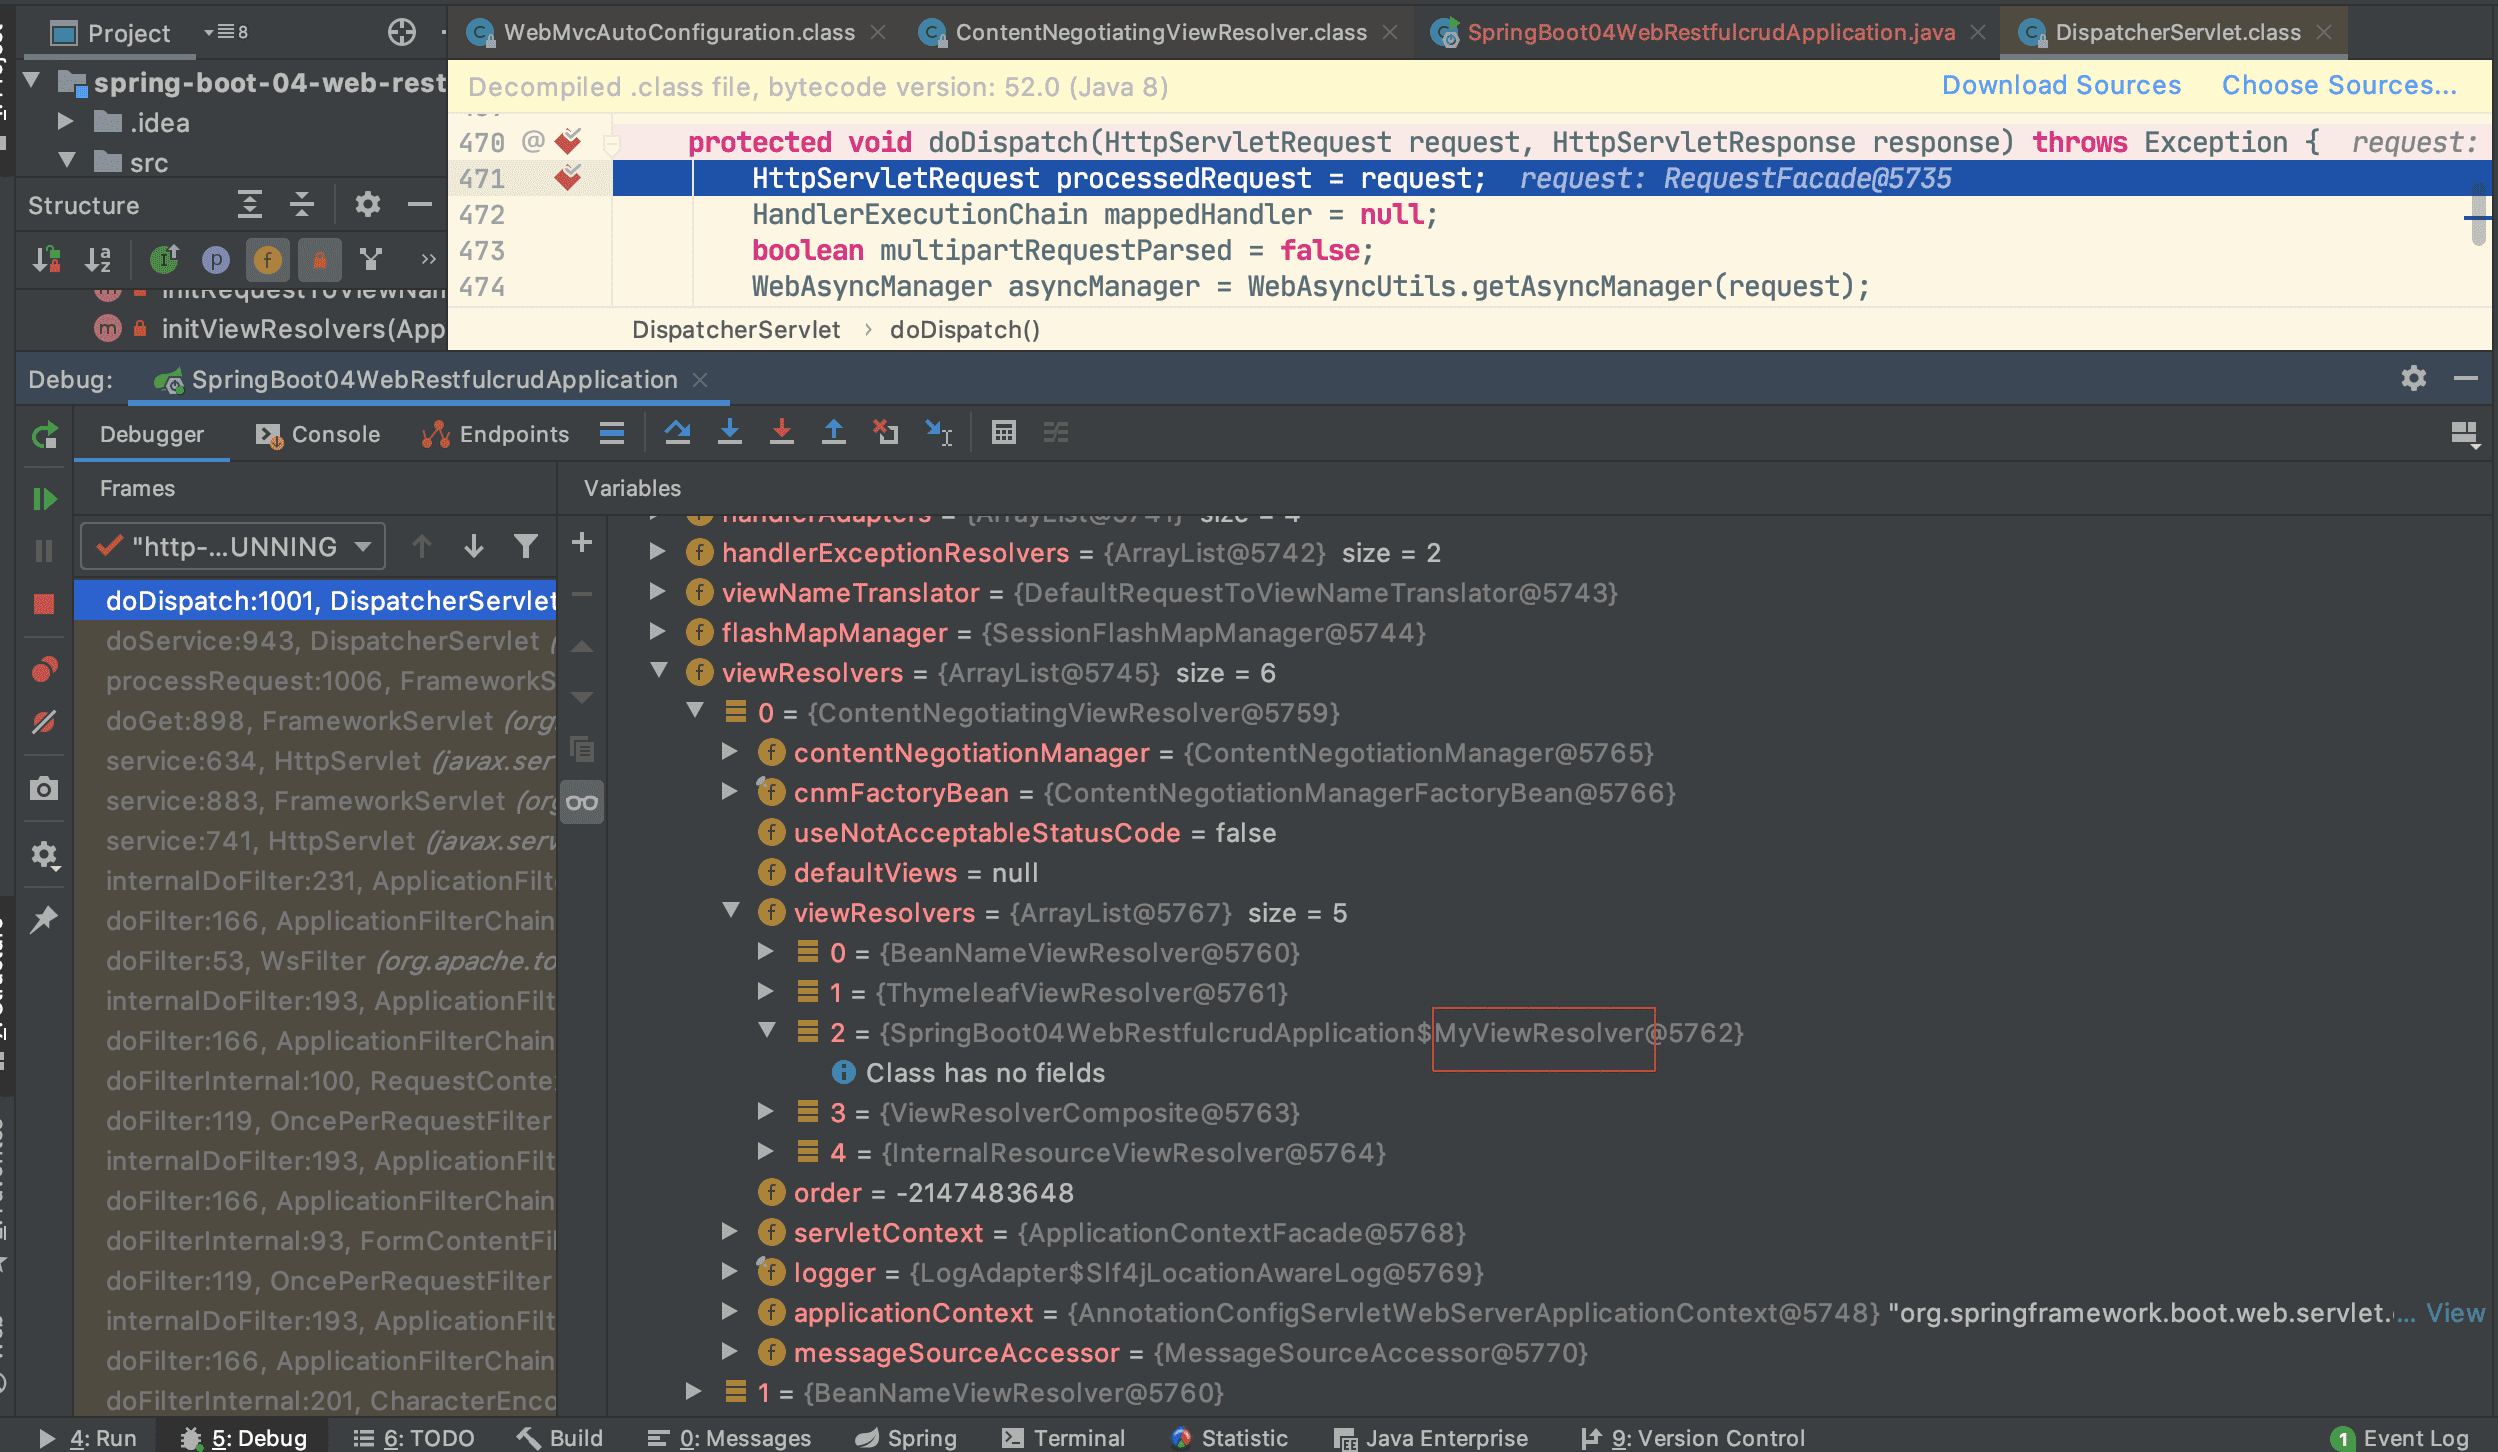 Project
8
WebMvcAutoConfiguration.class
ContentNegotiatingViewResolver.class
SpringBoot04WebRestfulcrudApplication.java
DispatcherServlet.class
spring-boot-04-web-rest
.idea
src
Decompiled .class file, bytecode version: 52.0 (Java 8)
Download Sources
Choose Sources...
470 @ protected void doDispatch(HttpServletRequest request, HttpServletResponse response) throws Exception { request:
471 HttpServletRequest processedRequest = request; request: RequestFacade@5735
472 HandlerExecutionChain mappedHandler = null;
473 boolean multipartRequestParsed = false;
474 WebAsyncManager asyncManager = WebAsyncUtils.getAsyncManager(request);
DispatcherServlet › doDispatch()
Structure
initViewResolvers(App
Debug:
SpringBoot04WebRestfulcrudApplication
Debugger
Console
Endpoints
Frames
Variables
"http-...UNNING
doDispatch:1001, DispatcherServlet
doService:943, DispatcherServlet (
processRequest:1006, FrameworkS
doGet:898, FrameworkServlet (org.
service:634, HttpServlet (javax.ser
service:883, FrameworkServlet (org
service:741, HttpServlet (javax.serv
internalDoFilter:231, ApplicationFilt
doFilter:166, ApplicationFilterChain
doFilter:53, WsFilter (org.apache.to
internalDoFilter:193, ApplicationFilt
doFilter:166, ApplicationFilterChain
doFilterInternal:100, RequestConte
doFilter:119, OncePerRequestFilter
internalDoFilter:193, ApplicationFilt
doFilter:166, ApplicationFilterChain
doFilterInternal:93, FormContentFil
doFilter:119, OncePerRequestFilter
internalDoFilter:193, ApplicationFilt
doFilter:166, ApplicationFilterChain
doFilterInternal:201, CharacterEnco
handlerAdapters = {ArrayList@5741} size = 4
handlerExceptionResolvers = {ArrayList@5742} size = 2
viewNameTranslator = {DefaultRequestToViewNameTranslator@5743}
flashMapManager = {SessionFlashMapManager@5744}
viewResolvers = {ArrayList@5745} size = 6
0 = {ContentNegotiatingViewResolver@5759}
contentNegotiationManager = {ContentNegotiationManager@5765}
cnmFactoryBean = {ContentNegotiationManagerFactoryBean@5766}
useNotAcceptableStatusCode = false
defaultViews = null
viewResolvers = {ArrayList@5767} size = 5
0 = {BeanNameViewResolver@5760}
1 = {ThymeleafViewResolver@5761}
2 = {SpringBoot04WebRestfulcrudApplication$MyViewResolver@5762}
Class has no fields
3 = {ViewResolverComposite@5763}
4 = {InternalResourceViewResolver@5764}
order = -2147483648
servletContext = {ApplicationContextFacade@5768}
logger = {LogAdapter$Slf4jLocationAwareLog@5769}
applicationContext = {AnnotationConfigServletWebServerApplicationContext@5748} "org.springframework.boot.web.servlet.... View
messageSourceAccessor = {MessageSourceAccessor@5770}
1 = {BeanNameViewResolver@5760}
4: Run
5: Debug
6: TODO
Build
0: Messages
Spring
Terminal
Statistic
Java Enterprise
9: Version Control
1 Event Log